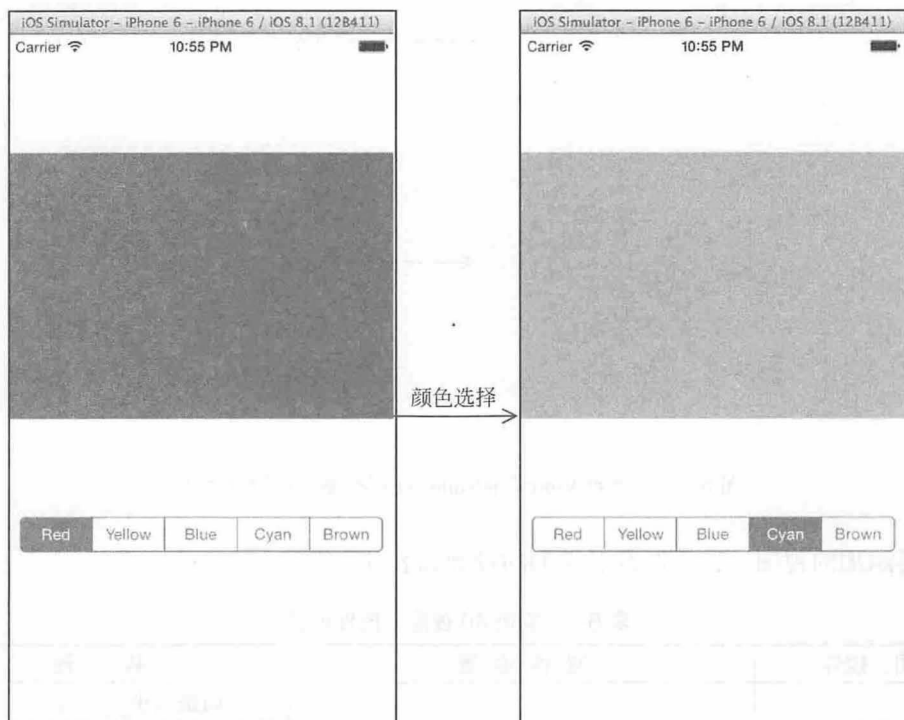 iOS Simulator – iPhone 6 – iPhone 6 / iOS 8.1 (12B411)
Carrier 10:55 PM
Red Yellow Blue Cyan Brown
颜色选择
iOS Simulator – iPhone 6 – iPhone 6 / iOS 8.1 (12B411)
Carrier 10:55 PM
Red Yellow Blue Cyan Brown